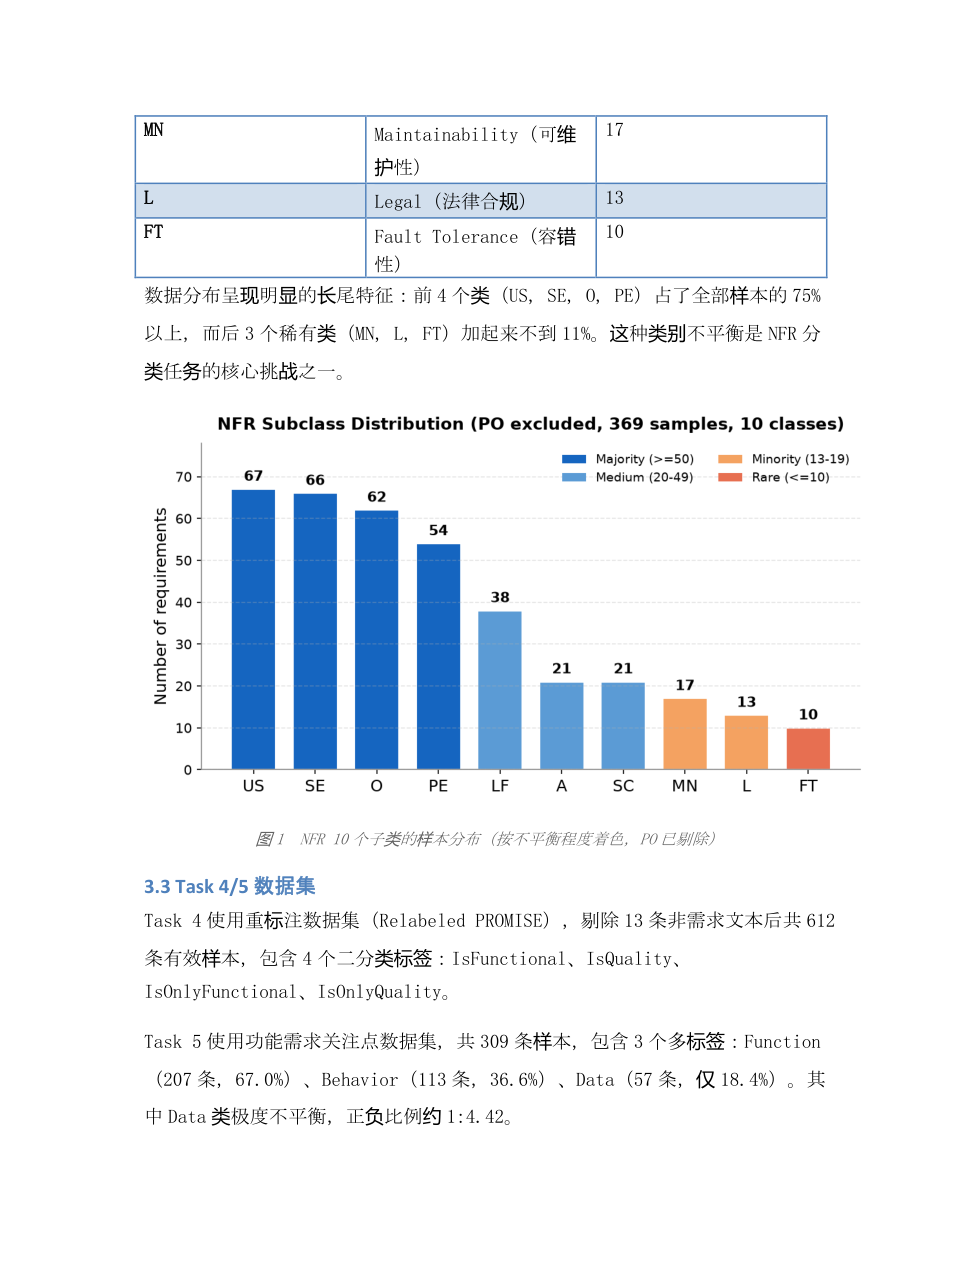 MN
Maintainability（可维
护性）
17
L
Legal（法律合规）
13
FT
Fault Tolerance（容错
性）
10
数据分布呈现明显的长尾特征：前 4 个类（US, SE, O, PE）占了全部样本的 75%
以上，而后 3 个稀有类（MN, L, FT）加起来不到 11%。这种类别不平衡是 NFR 分
类任务的核心挑战之一。
NFR Subclass Distribution (PO excluded, 369 samples, 10 classes)
Majority (>=50)
Medium (20-49)
Minority (13-19)
Rare (<=10)
Number of requirements
70
60
50
40
30
20
10
0
67
66
62
54
38
21
21
17
13
10
US
SE
O
PE
LF
A
SC
MN
L
FT
图 1 NFR 10 个子类的样本分布（按不平衡程度着色，PO 已剔除）
3.3 Task 4/5 数据集
Task 4 使用重标注数据集（Relabeled PROMISE），剔除 13 条非需求文本后共 612
条有效样本，包含 4 个二分类标签：IsFunctional、IsQuality、
IsOnlyFunctional、IsOnlyQuality。
Task 5 使用功能需求关注点数据集，共 309 条样本，包含 3 个多标签：Function
（207 条，67.0%）、Behavior（113 条，36.6%）、Data（57 条，仅 18.4%）。其
中 Data 类极度不平衡，正负比例约 1:4.42。